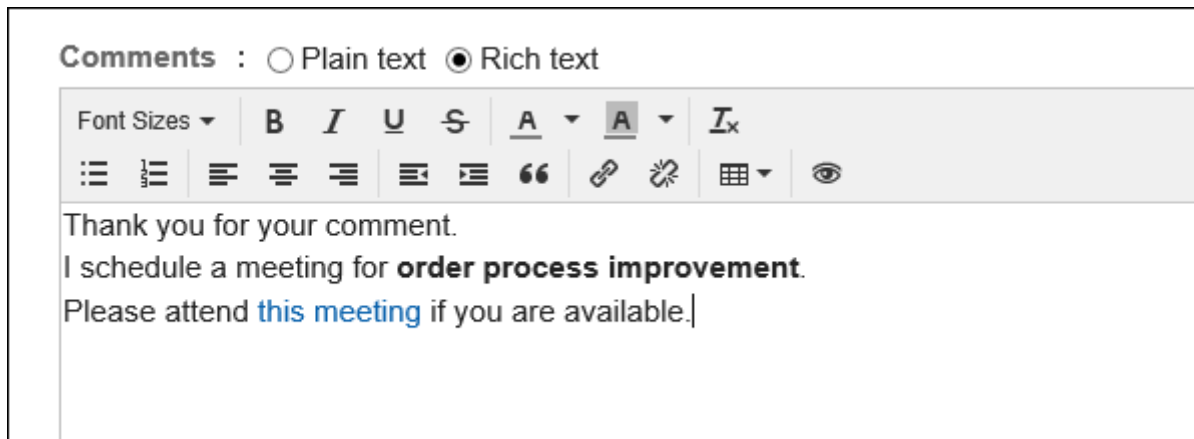 Comments : Plain text Rich text
Font Sizes B I U S A A Tx
Thank you for your comment.
I schedule a meeting for order process improvement.
Please attend this meeting if you are available.